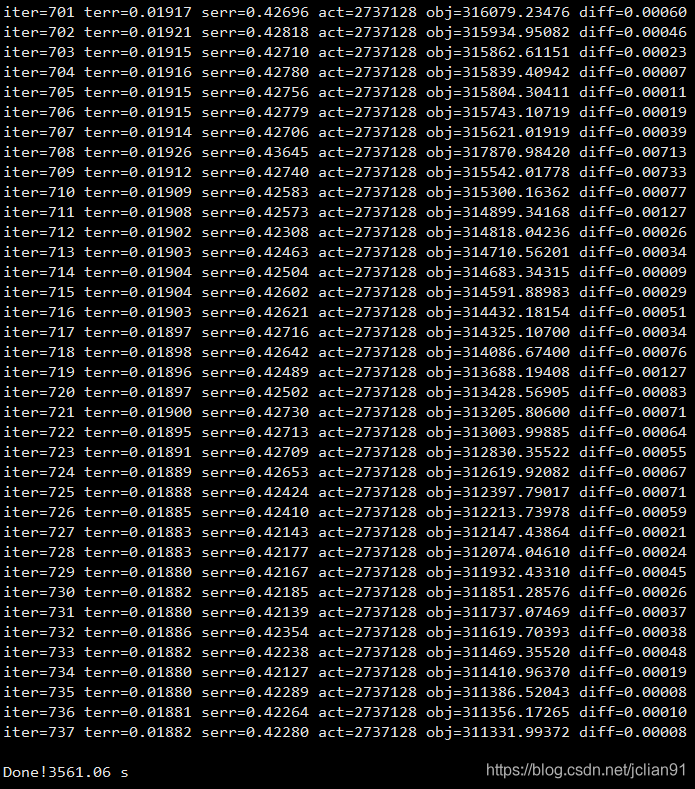 iter=701 terr=0.01917 serr=0.42696 act=2737128 obj=316079.23476 diff=0.00060
iter=702 terr=0.01921 serr=0.42818 act=2737128 obj=315934.95082 diff=0.00046
iter=703 terr=0.01915 serr=0.42710 act=2737128 obj=315862.61151 diff=0.00023
iter=704 terr=0.01916 serr=0.42780 act=2737128 obj=315839.40942 diff=0.00007
iter=705 terr=0.01915 serr=0.42756 act=2737128 obj=315804.30411 diff=0.00011
iter=706 terr=0.01915 serr=0.42779 act=2737128 obj=315743.10719 diff=0.00019
iter=707 terr=0.01914 serr=0.42706 act=2737128 obj=315621.01919 diff=0.00039
iter=708 terr=0.01926 serr=0.43645 act=2737128 obj=317870.98420 diff=0.00713
iter=709 terr=0.01912 serr=0.42740 act=2737128 obj=315542.01778 diff=0.00733
iter=710 terr=0.01909 serr=0.42583 act=2737128 obj=315300.16362 diff=0.00077
iter=711 terr=0.01908 serr=0.42573 act=2737128 obj=314899.34168 diff=0.00127
iter=712 terr=0.01902 serr=0.42308 act=2737128 obj=314818.04236 diff=0.00026
iter=713 terr=0.01903 serr=0.42463 act=2737128 obj=314710.56201 diff=0.00034
iter=714 terr=0.01904 serr=0.42504 act=2737128 obj=314683.34315 diff=0.00009
iter=715 terr=0.01904 serr=0.42602 act=2737128 obj=314591.88983 diff=0.00029
iter=716 terr=0.01903 serr=0.42621 act=2737128 obj=314432.18154 diff=0.00051
iter=717 terr=0.01897 serr=0.42716 act=2737128 obj=314325.10700 diff=0.00034
iter=718 terr=0.01898 serr=0.42642 act=2737128 obj=314086.67400 diff=0.00076
iter=719 terr=0.01896 serr=0.42489 act=2737128 obj=313688.19408 diff=0.00127
iter=720 terr=0.01897 serr=0.42502 act=2737128 obj=313428.56905 diff=0.00083
iter=721 terr=0.01900 serr=0.42730 act=2737128 obj=313205.80600 diff=0.00071
iter=722 terr=0.01895 serr=0.42713 act=2737128 obj=313003.99885 diff=0.00064
iter=723 terr=0.01891 serr=0.42709 act=2737128 obj=312830.35522 diff=0.00055
iter=724 terr=0.01889 serr=0.42653 act=2737128 obj=312619.92082 diff=0.00067
iter=725 terr=0.01888 serr=0.42424 act=2737128 obj=312397.79017 diff=0.00071
iter=726 terr=0.01885 serr=0.42410 act=2737128 obj=312213.73978 diff=0.00059
iter=727 terr=0.01883 serr=0.42143 act=2737128 obj=312147.43864 diff=0.00021
iter=728 terr=0.01883 serr=0.42177 act=2737128 obj=312074.04610 diff=0.00024
iter=729 terr=0.01880 serr=0.42167 act=2737128 obj=311932.43310 diff=0.00045
iter=730 terr=0.01882 serr=0.42185 act=2737128 obj=311851.28576 diff=0.00026
iter=731 terr=0.01880 serr=0.42139 act=2737128 obj=311737.07469 diff=0.00037
iter=732 terr=0.01886 serr=0.42354 act=2737128 obj=311619.70393 diff=0.00038
iter=733 terr=0.01882 serr=0.42238 act=2737128 obj=311469.35520 diff=0.00048
iter=734 terr=0.01880 serr=0.42127 act=2737128 obj=311410.96370 diff=0.00019
iter=735 terr=0.01880 serr=0.42289 act=2737128 obj=311386.52043 diff=0.00008
iter=736 terr=0.01881 serr=0.42264 act=2737128 obj=311356.17265 diff=0.00010
iter=737 terr=0.01882 serr=0.42280 act=2737128 obj=311331.99372 diff=0.00008
Done!3561.06 s
https://blog.csdn.net/jclian91